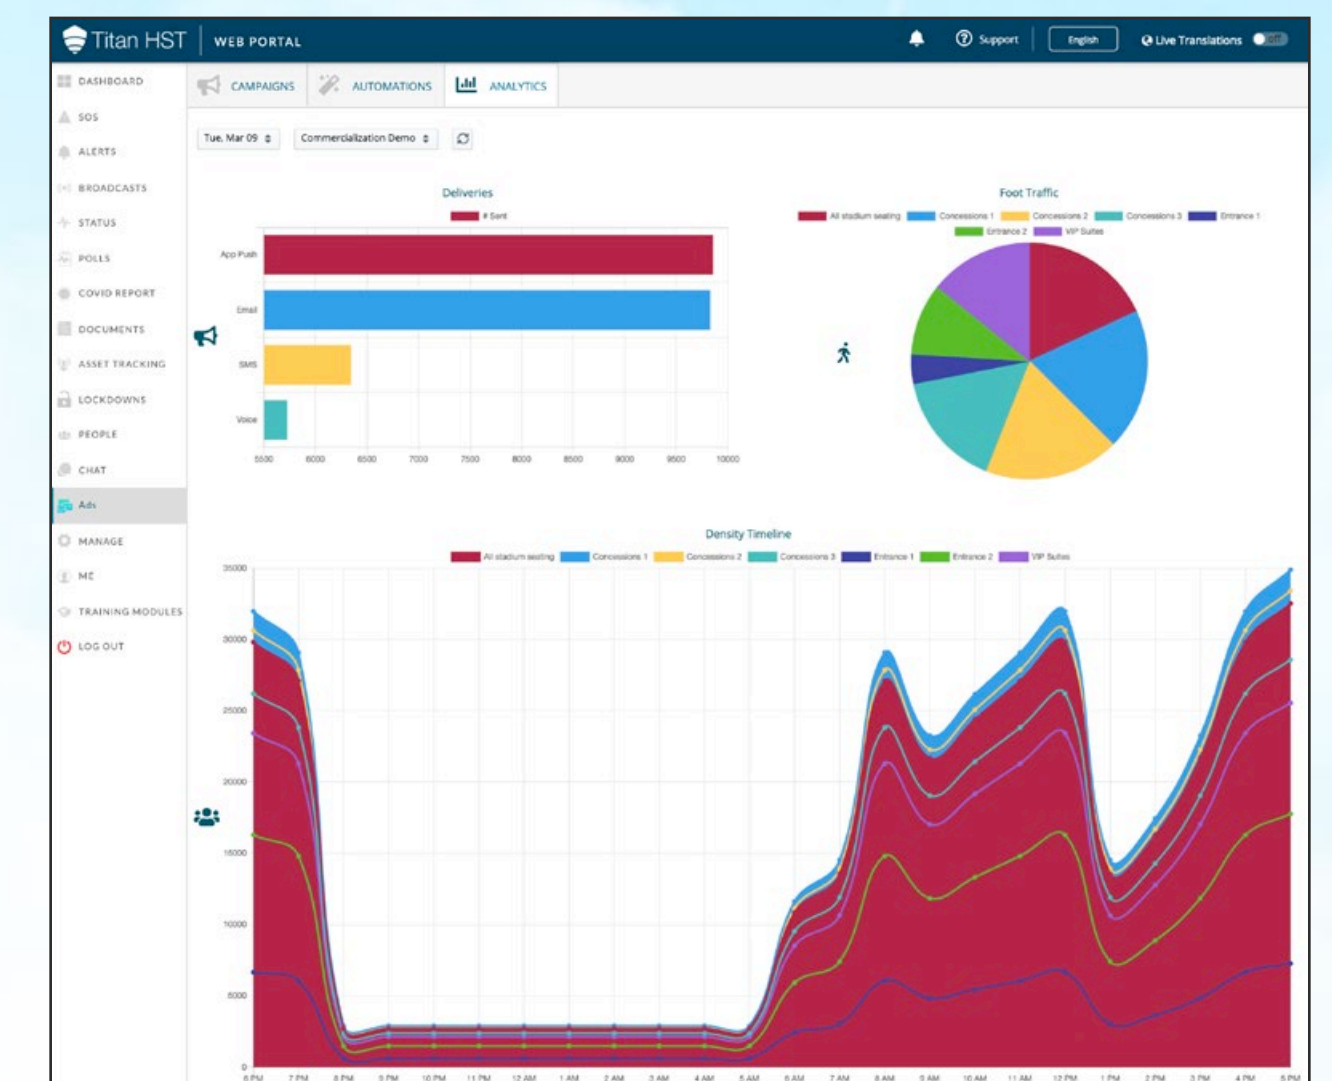 Titan HST WEB PORTAL Support English Live Translations off
DASHBOARD
SOS
ALERTS
BROADCASTS
STATUS
POLLS
COVID REPORT
DOCUMENTS
ASSET TRACKING
LOCKDOWNS
PEOPLE
CHAT
Ads
MANAGE
ME
TRAINING MODULES
LOG OUT
CAMPAIGNS AUTOMATIONS ANALYTICS
Tue, Mar 09 Commercialization Demo
Deliveries
# Sent
App Push
Email
SMS
Voice
5500 6000 6500 7000 7500 8000 8500 9000 9500 10000
Foot Traffic
All stadium seating Concessions 1 Concessions 2 Concessions 3 Entrance 1
Entrance 2 VIP Suites
Density Timeline
All stadium seating Concessions 1 Concessions 2 Concessions 3 Entrance 1 Entrance 2 VIP Suites
35000
30000
25000
20000
15000
10000
5000
0
6 PM 7 PM 8 PM 9 PM 10 PM 11 PM 12 AM 1 AM 2 AM 3 AM 4 AM 5 AM 6 AM 7 AM 8 AM 9 AM 10 AM 11 AM 12 PM 1 PM 2 PM 3 PM 4 PM 5 PM